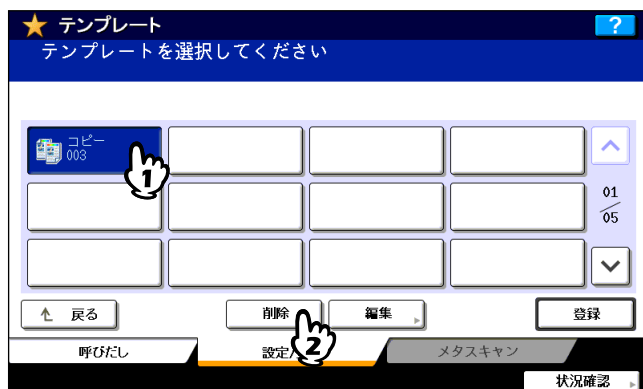 テンプレート
?
テンプレートを選択してください
コピー
003
1
01
05
戻る
削除
編集
登録
2
呼びだし
設定/
メタスキャン
状況確認